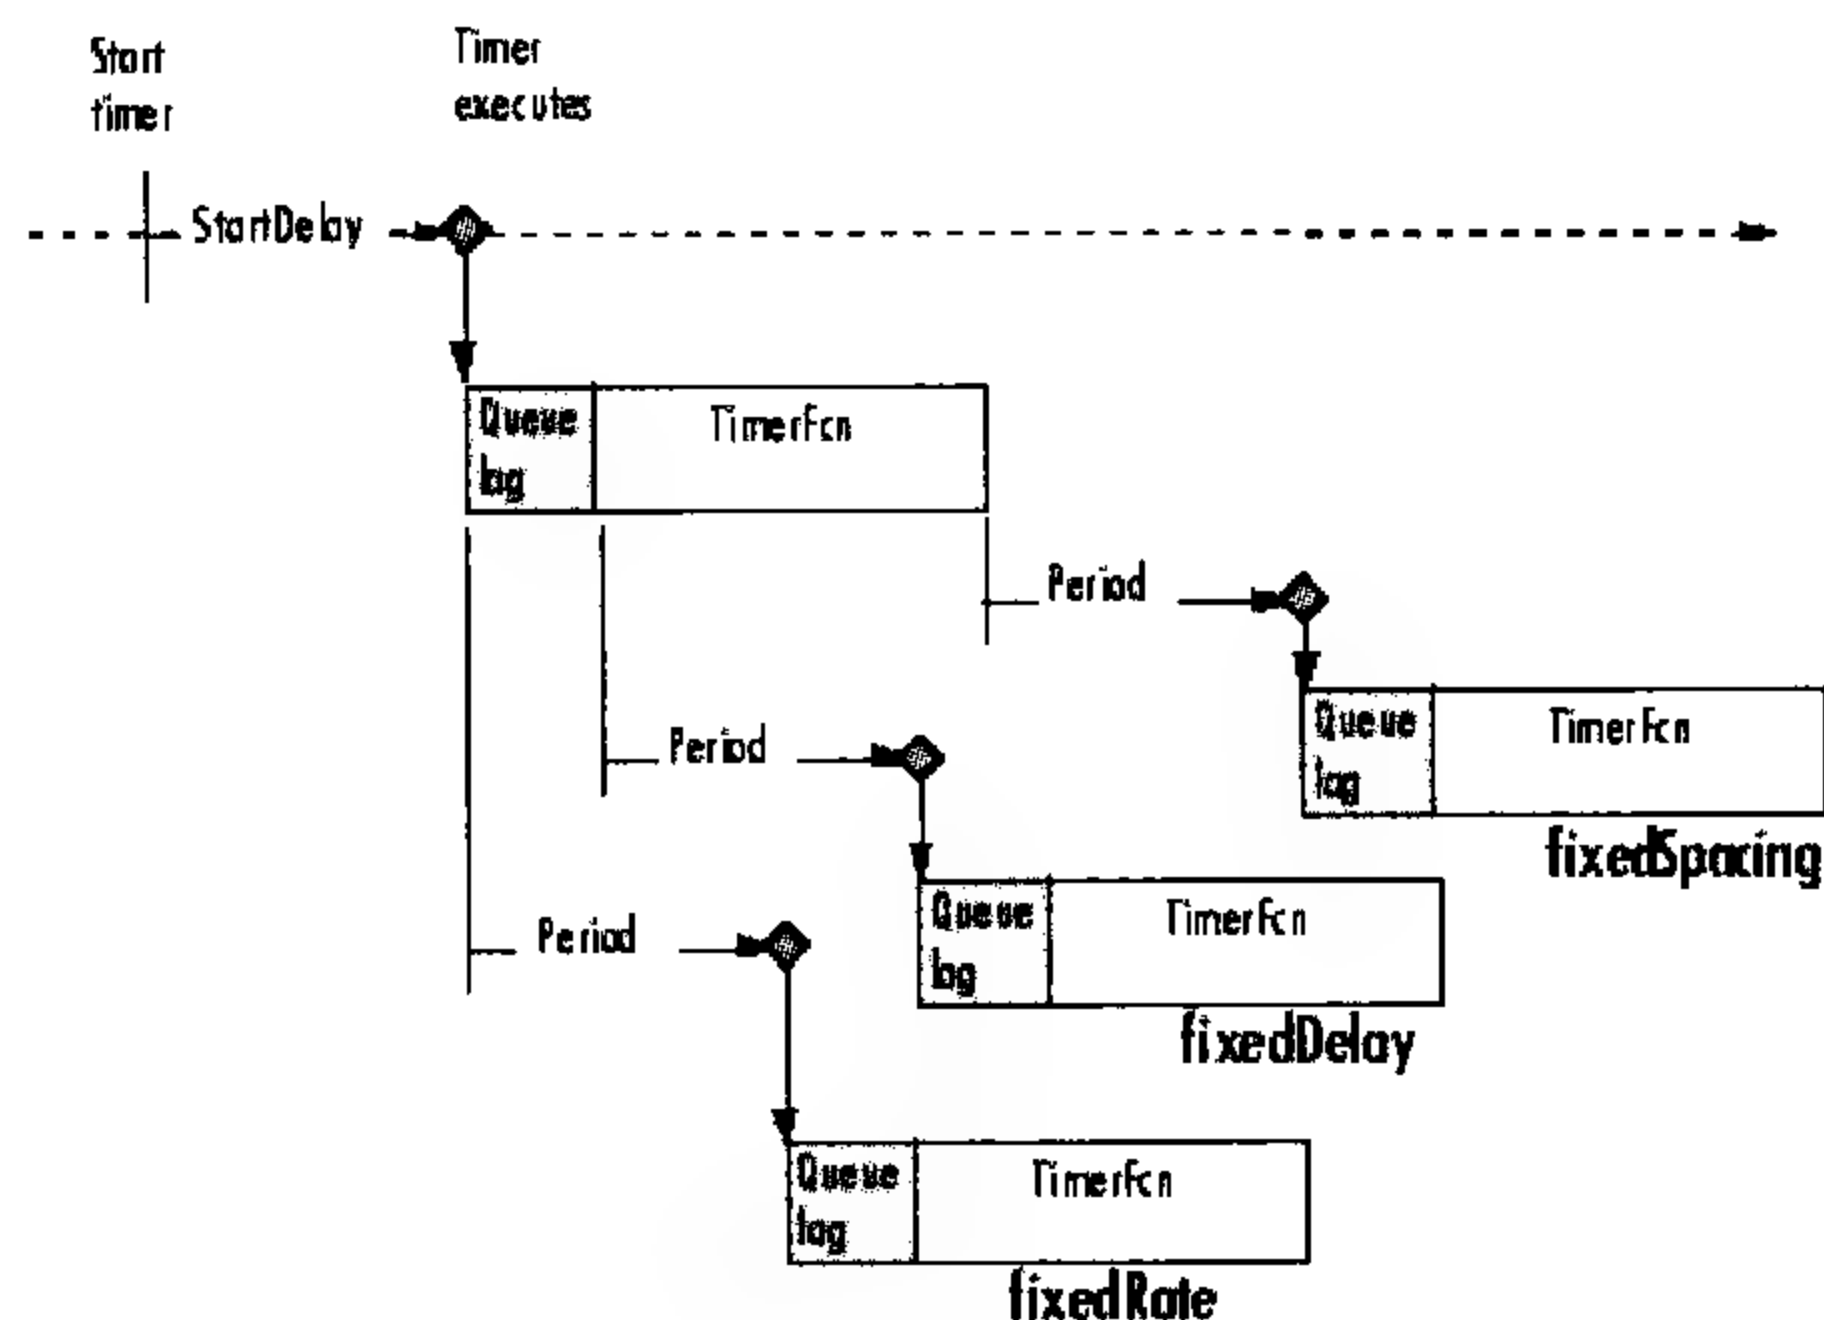 Start
timer
Timer
executes
StartDelay
Queue
lag
TimerFcn
Period
Queue
lag
TimerFcn
fixedSpacing
Period
Queue
lag
TimerFcn
fixedDelay
Period
Queue
lag
TimerFcn
fixedRate